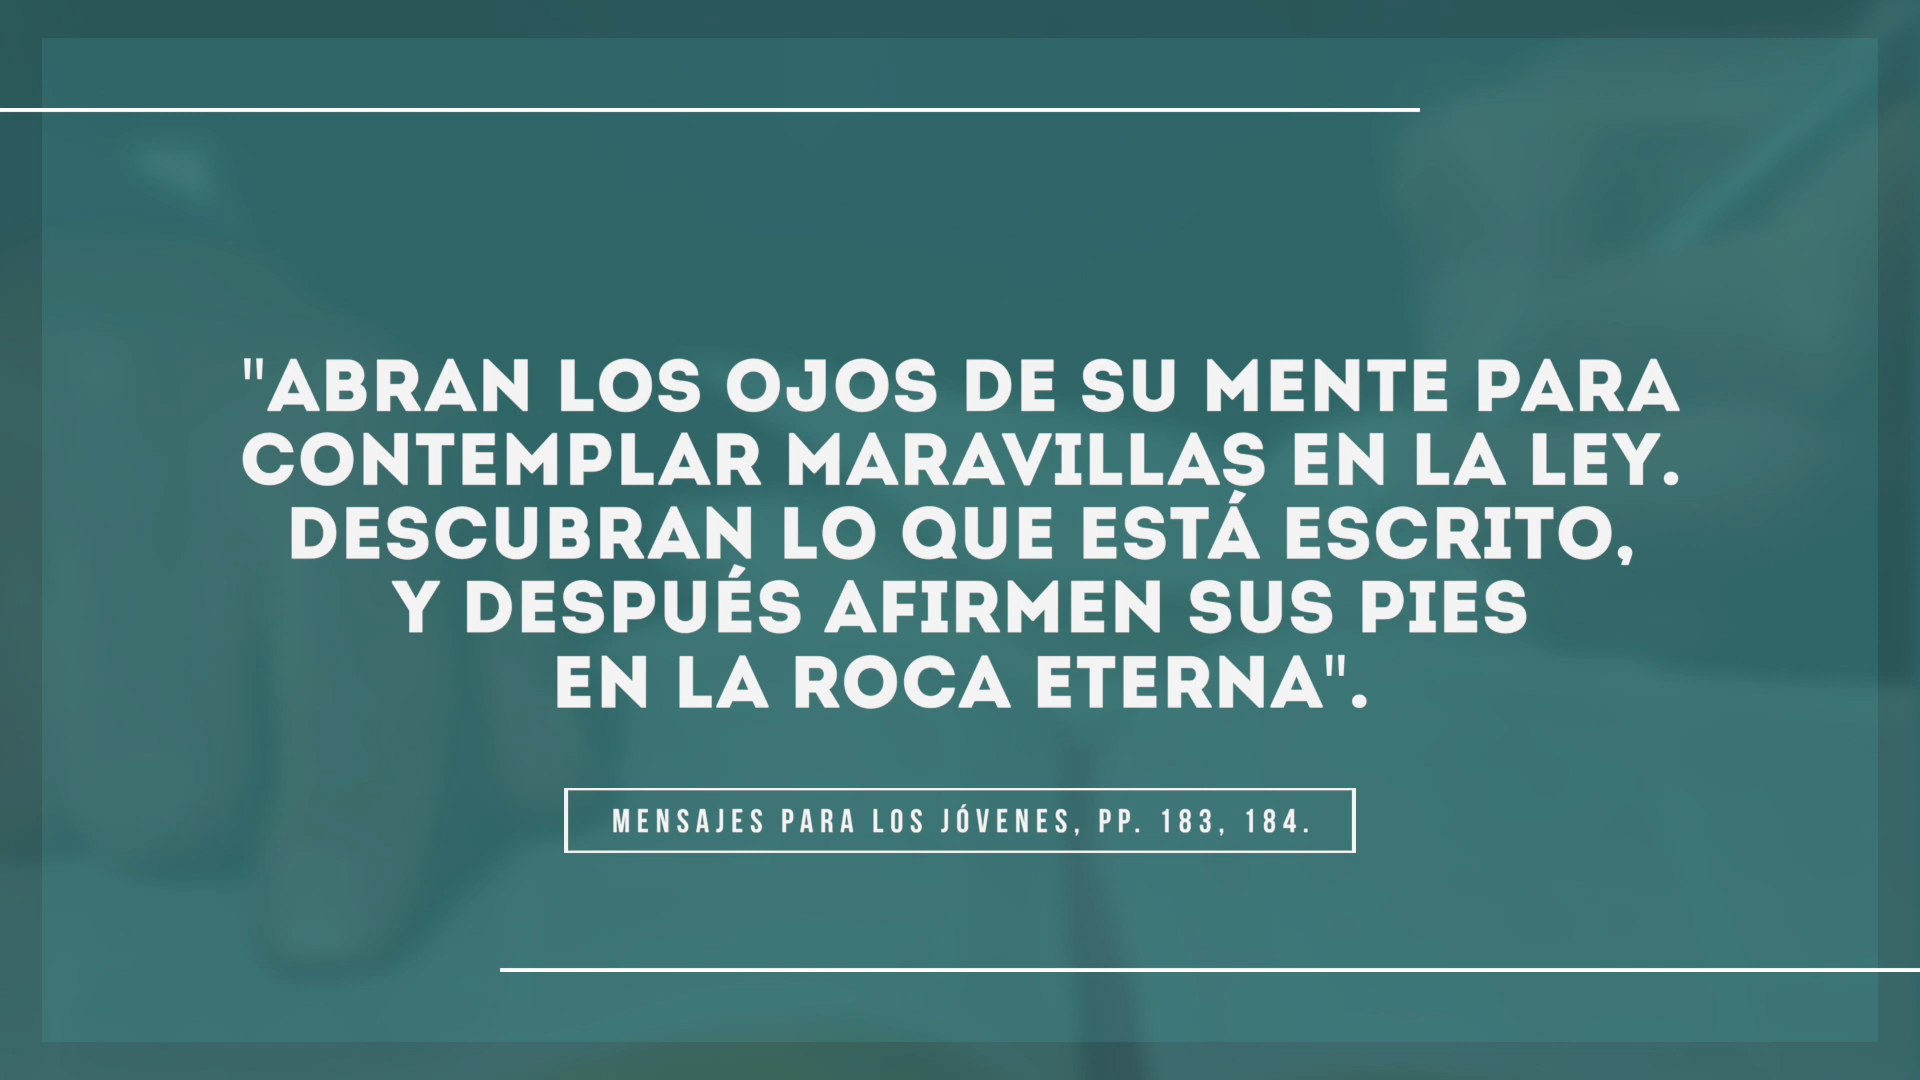 "ABRAN LOS OJOS DE SU MENTE PARA
CONTEMPLAR MARAVILLAS EN LA LEY.
DESCUBRAN LO QUE ESTÁ ESCRITO,
Y DESPUÉS AFIRMEN SUS PIES
EN LA ROCA ETERNA".
MENSAJES PARA LOS JÓVENES, PP. 183, 184.